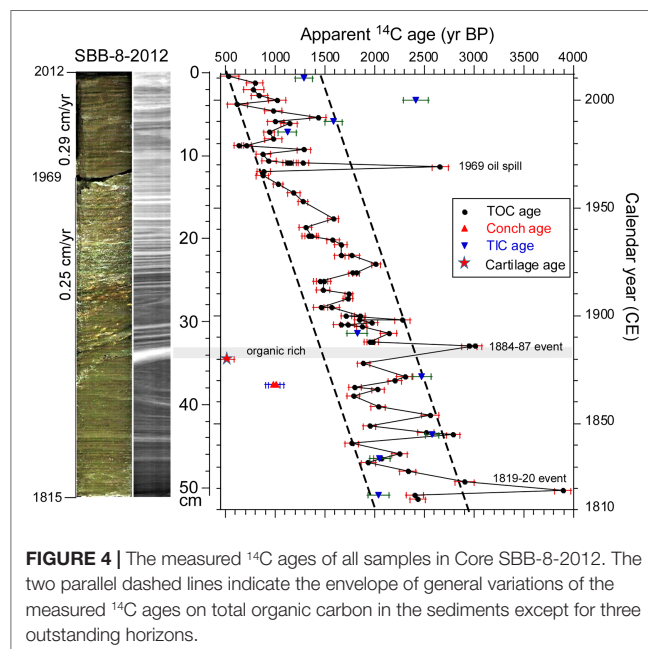 Apparent ¹⁴C age (yr BP)
SBB-8-2012
500 1000 1500 2000 2500 3000 3500 4000
2012
0
2000
0.29 cm/yr
10
1969 oil spill
1969
1950
TOC age
Conch age
TIC age
Cartilage age
Calendar year (CE)
20
0.25 cm/yr
1900
30
1884-87 event
organic rich
40
1850
1819-20 event
1815
50
cm
1810
FIGURE 4 | The measured ¹⁴C ages of all samples in Core SBB-8-2012. The
two parallel dashed lines indicate the envelope of general variations of the
measured ¹⁴C ages on total organic carbon in the sediments except for three
outstanding horizons.